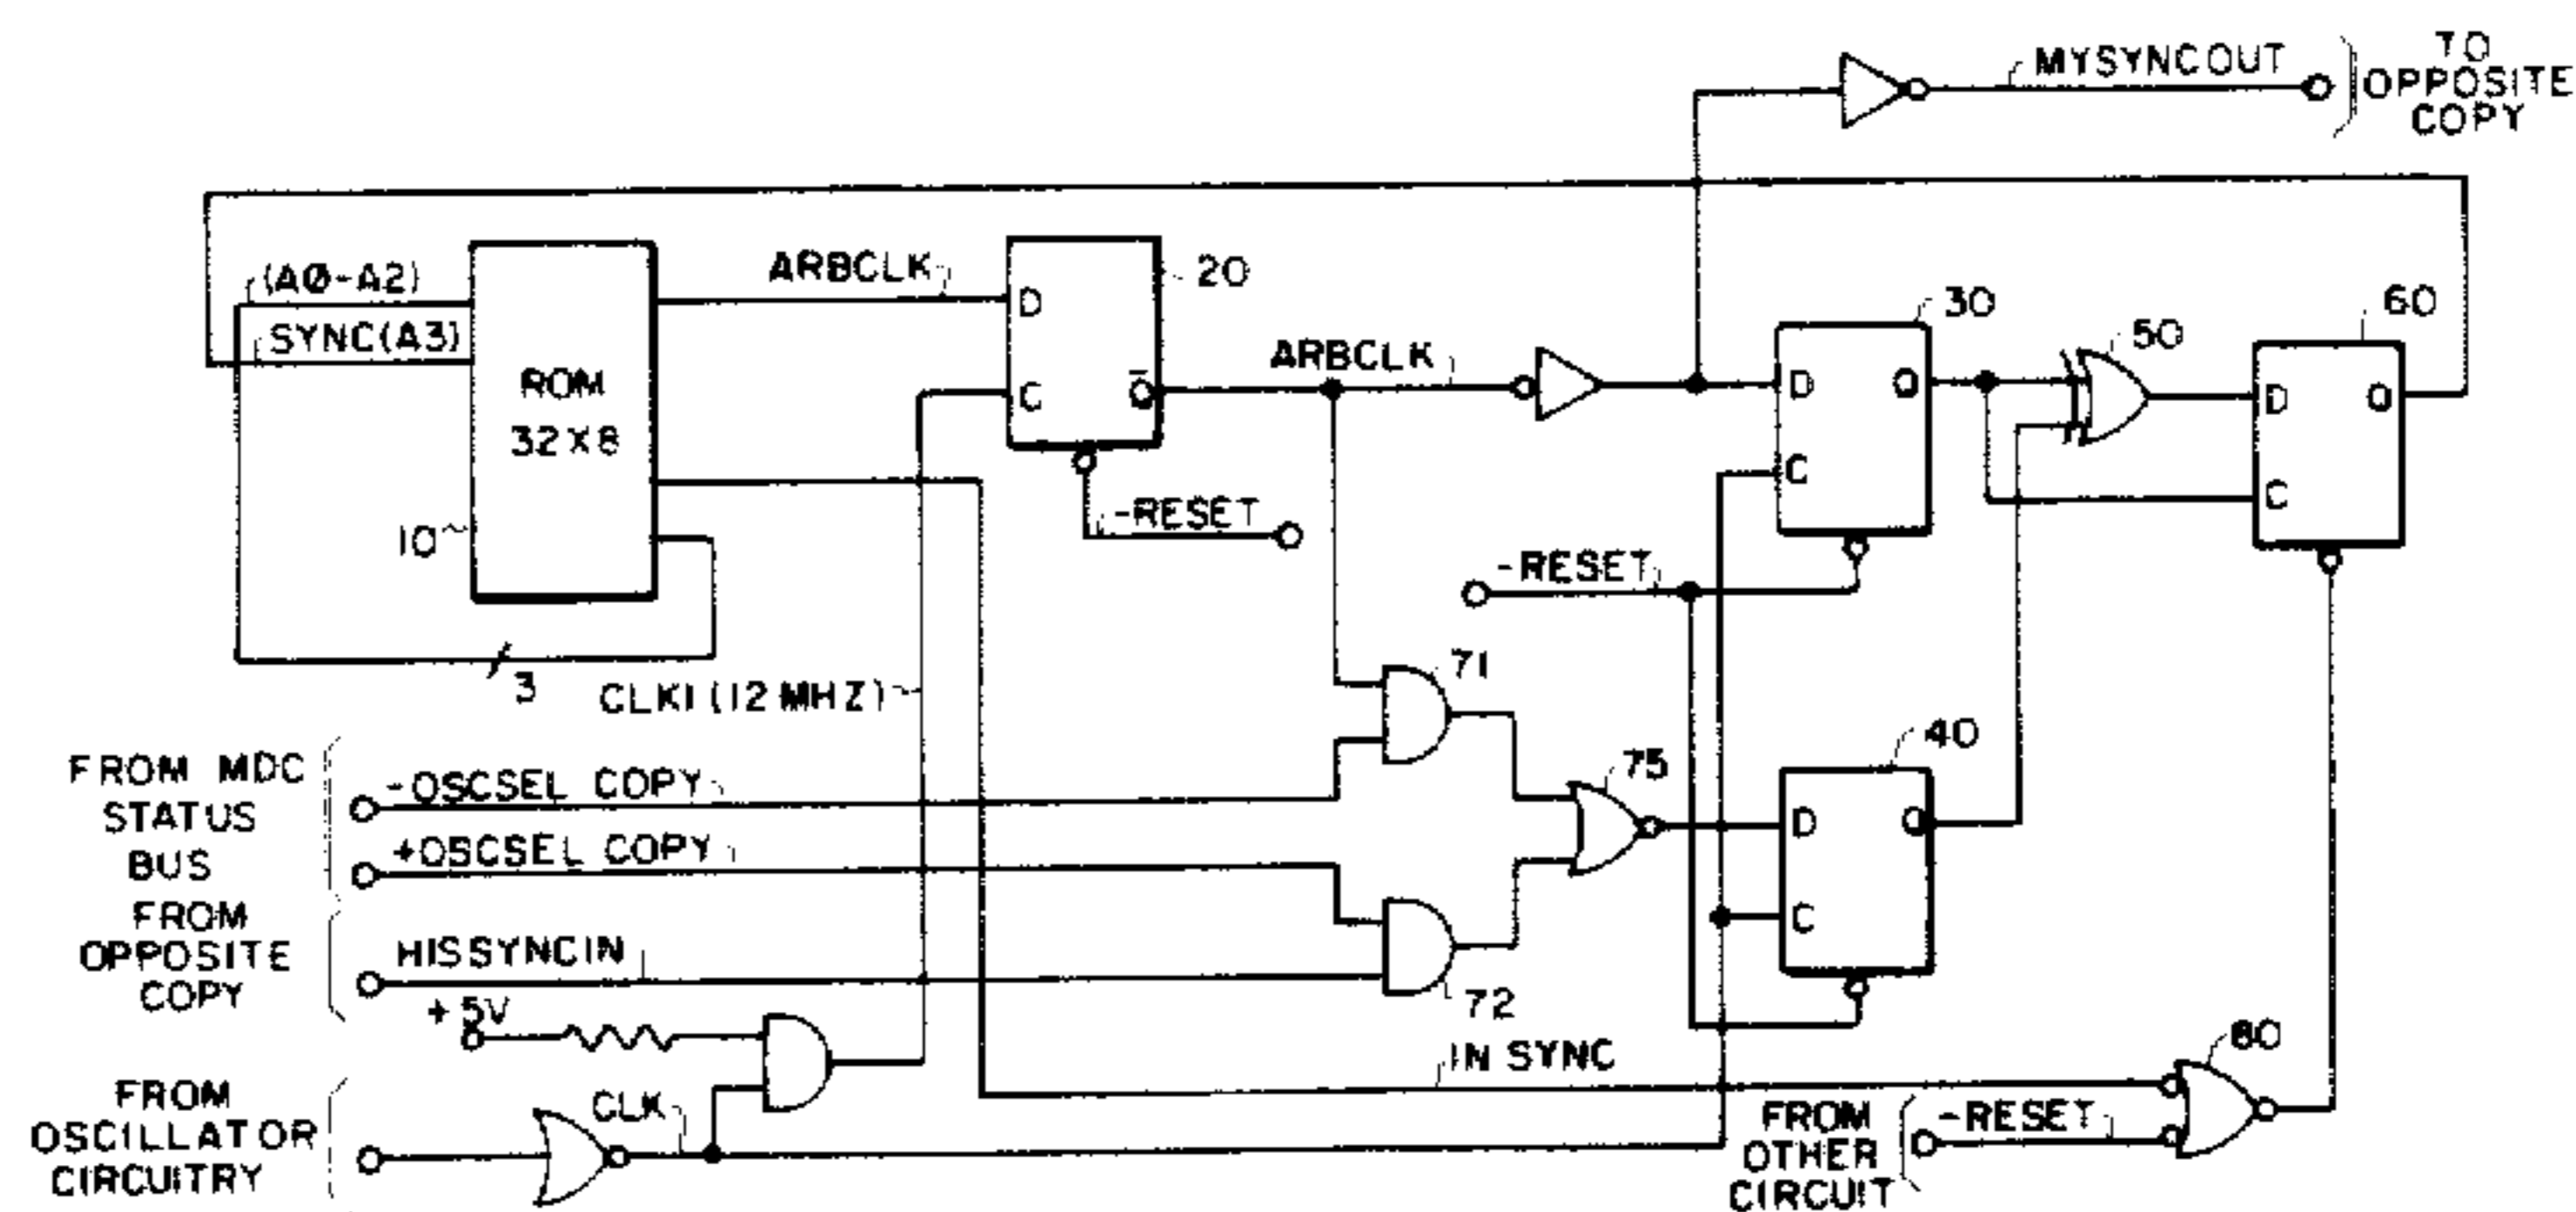 MYSYNCOUT
TO
OPPOSITE
COPY
(A0-A2)
SYNC(A3)
ROM
32X8
10
3
ARBCLK
D
C
Q̄
20
-RESET
ARBCLK
30
D
Q
C
50
60
D
Q
C
-RESET
CLK1 (12 MHZ)
71
FROM MDC
STATUS
BUS
-OSCSEL COPY
+OSCSEL COPY
75
40
D
Q
C
FROM
OPPOSITE
COPY
HISSYNCIN
72
+5V
IN SYNC
80
FROM
OSCILLATOR
CIRCUITRY
CLK
FROM
OTHER
CIRCUIT
-RESET